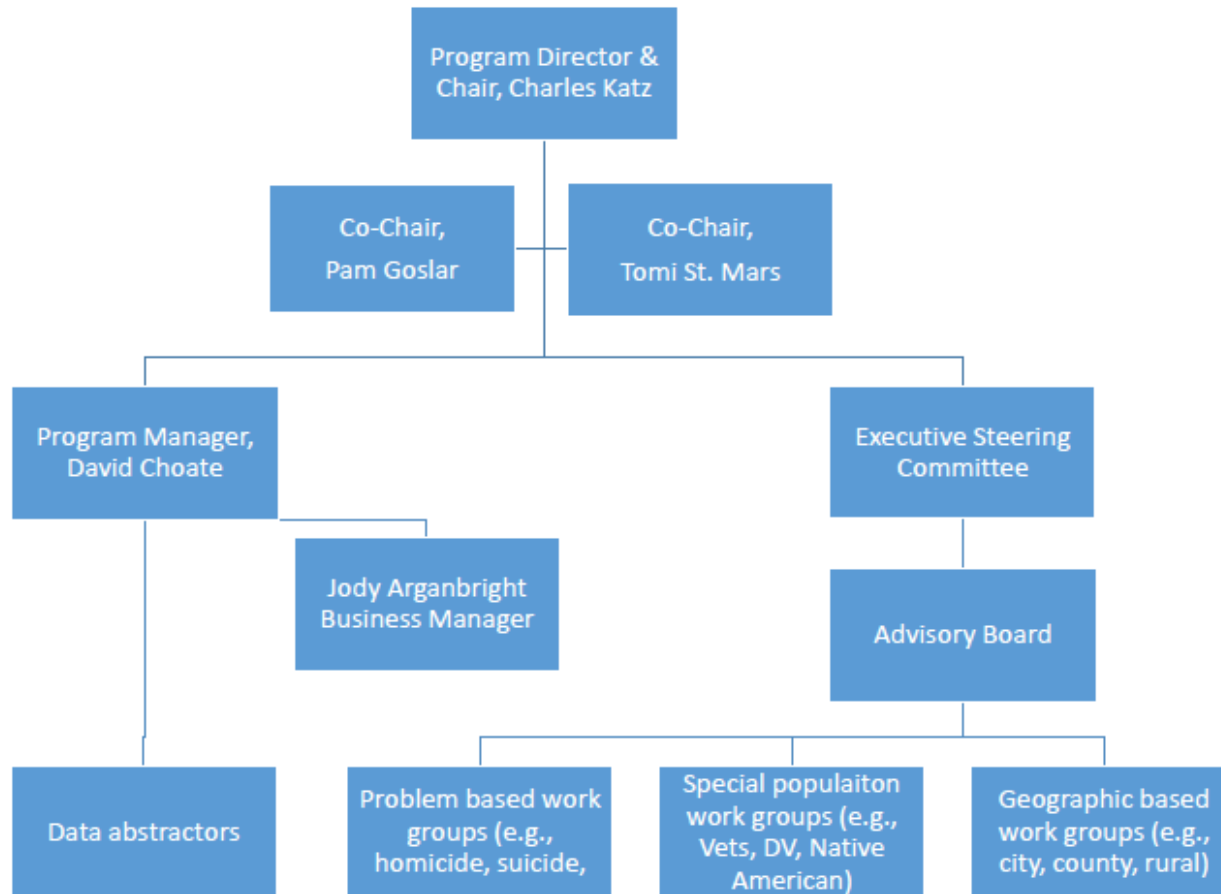 Program Director &
Chair, Charles Katz
Co-Chair,
Pam Goslar
Co-Chair,
Tomi St. Mars
Program Manager,
David Choate
Executive Steering
Committee
Jody Arganbright
Business Manager
Advisory Board
Data abstractors
Problem based work
groups (e.g.,
homicide, suicide,
Special populaiton
work groups (e.g.,
Vets, DV, Native
American)
Geographic based
work groups (e.g.,
city, county, rural)